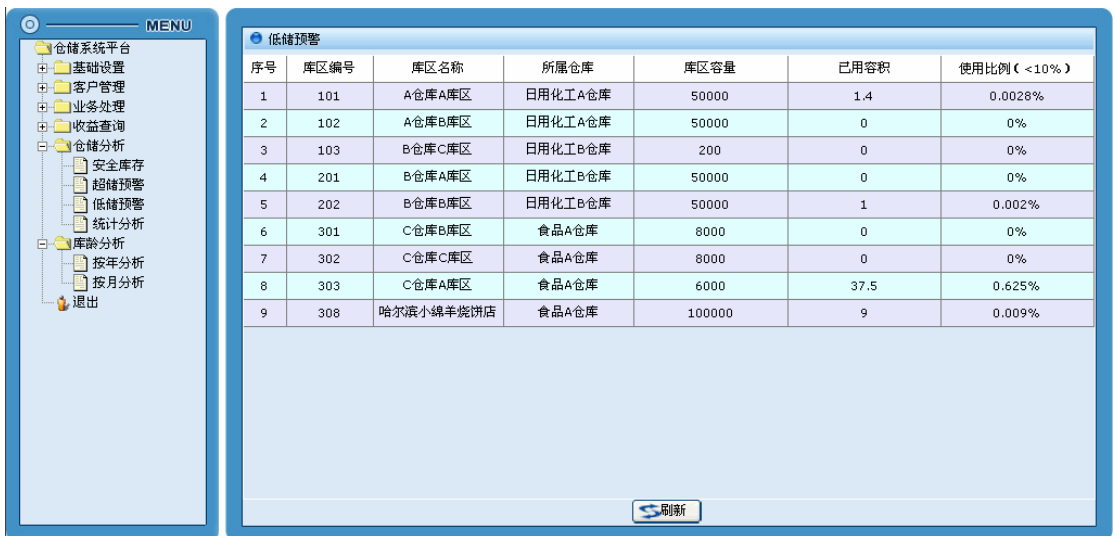 MENU
仓储系统平台
基础设置
客户管理
业务处理
收益查询
仓储分析
安全库存
超储预警
低储预警
统计分析
库龄分析
按年分析
按月分析
退出
低储预警
序号 库区编号 库区名称 所属仓库 库区容量 已用容积 使用比例(<10%)
1 101 A仓库A库区 日用化工A仓库 50000 1.4 0.0028%
2 102 A仓库B库区 日用化工A仓库 50000 0 0%
3 103 B仓库C库区 日用化工B仓库 200 0 0%
4 201 B仓库A库区 日用化工B仓库 50000 0 0%
5 202 B仓库B库区 日用化工B仓库 50000 1 0.002%
6 301 C仓库B库区 食品A仓库 8000 0 0%
7 302 C仓库C库区 食品A仓库 8000 0 0%
8 303 C仓库A库区 食品A仓库 6000 37.5 0.625%
9 308 哈尔滨小绵羊烧饼店 食品A仓库 100000 9 0.009%
刷新